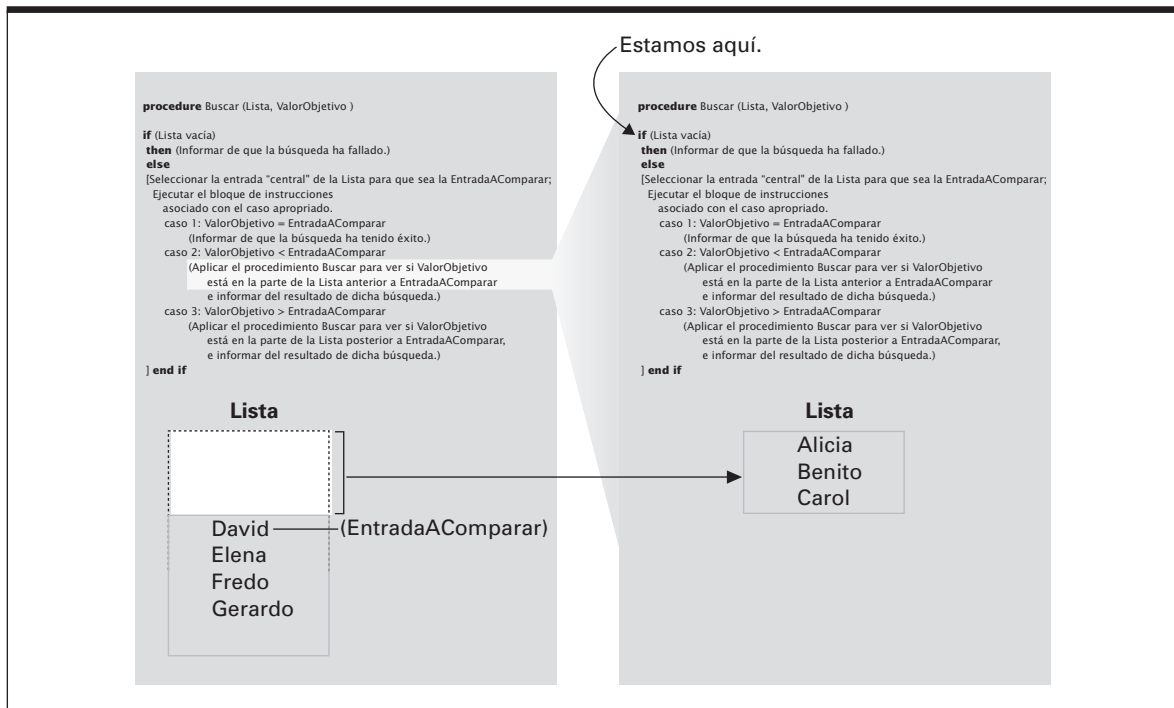 Estamos aquí.
procedure Buscar (Lista, ValorObjetivo )
if (Lista vacía)
then (Informar de que la búsqueda ha fallado.)
else
[Seleccionar la entrada “central” de la Lista para que sea la EntradaAComparar;
Ejecutar el bloque de instrucciones
asociado con el caso apropriado.
caso 1: ValorObjetivo = EntradaAComparar
(Informar de que la búsqueda ha tenido éxito.)
caso 2: ValorObjetivo < EntradaAComparar
(Aplicar el procedimiento Buscar para ver si ValorObjetivo
está en la parte de la Lista anterior a EntradaAComparar
e informar del resultado de dicha búsqueda.)
caso 3: ValorObjetivo > EntradaAComparar
(Aplicar el procedimiento Buscar para ver si ValorObjetivo
está en la parte de la Lista posterior a EntradaAComparar,
e informar del resultado de dicha búsqueda.)
] end if
Lista
David (EntradaAComparar)
Elena
Fredo
Gerardo
procedure Buscar (Lista, ValorObjetivo )
if (Lista vacía)
then (Informar de que la búsqueda ha fallado.)
else
[Seleccionar la entrada “central” de la Lista para que sea la EntradaAComparar;
Ejecutar el bloque de instrucciones
asociado con el caso apropriado.
caso 1: ValorObjetivo = EntradaAComparar
(Informar de que la búsqueda ha tenido éxito.)
caso 2: ValorObjetivo < EntradaAComparar
(Aplicar el procedimiento Buscar para ver si ValorObjetivo
está en la parte de la Lista anterior a EntradaAComparar
e informar del resultado de dicha búsqueda.)
caso 3: ValorObjetivo > EntradaAComparar
(Aplicar el procedimiento Buscar para ver si ValorObjetivo
está en la parte de la Lista posterior a EntradaAComparar,
e informar del resultado de dicha búsqueda.)
] end if
Lista
Alicia
Benito
Carol